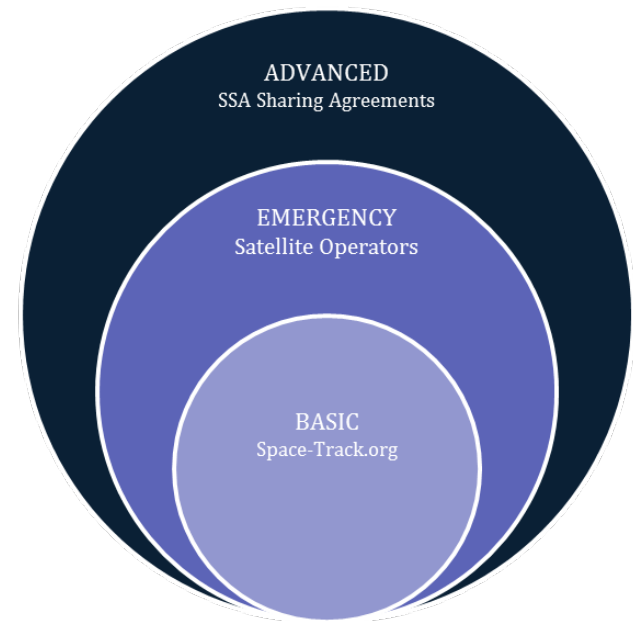 ADVANCED
SSA Sharing Agreements
EMERGENCY
Satellite Operators
BASIC
Space-Track.org